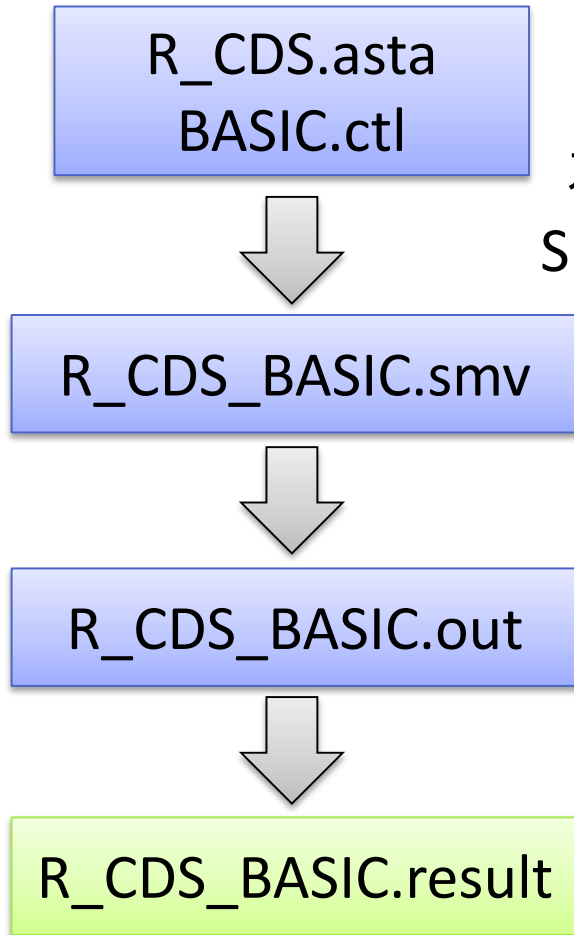 R_CDS.asta
BASIC.ctl
S
R_CDS_BASIC.smv
R_CDS_BASIC.out
R_CDS_BASIC.result